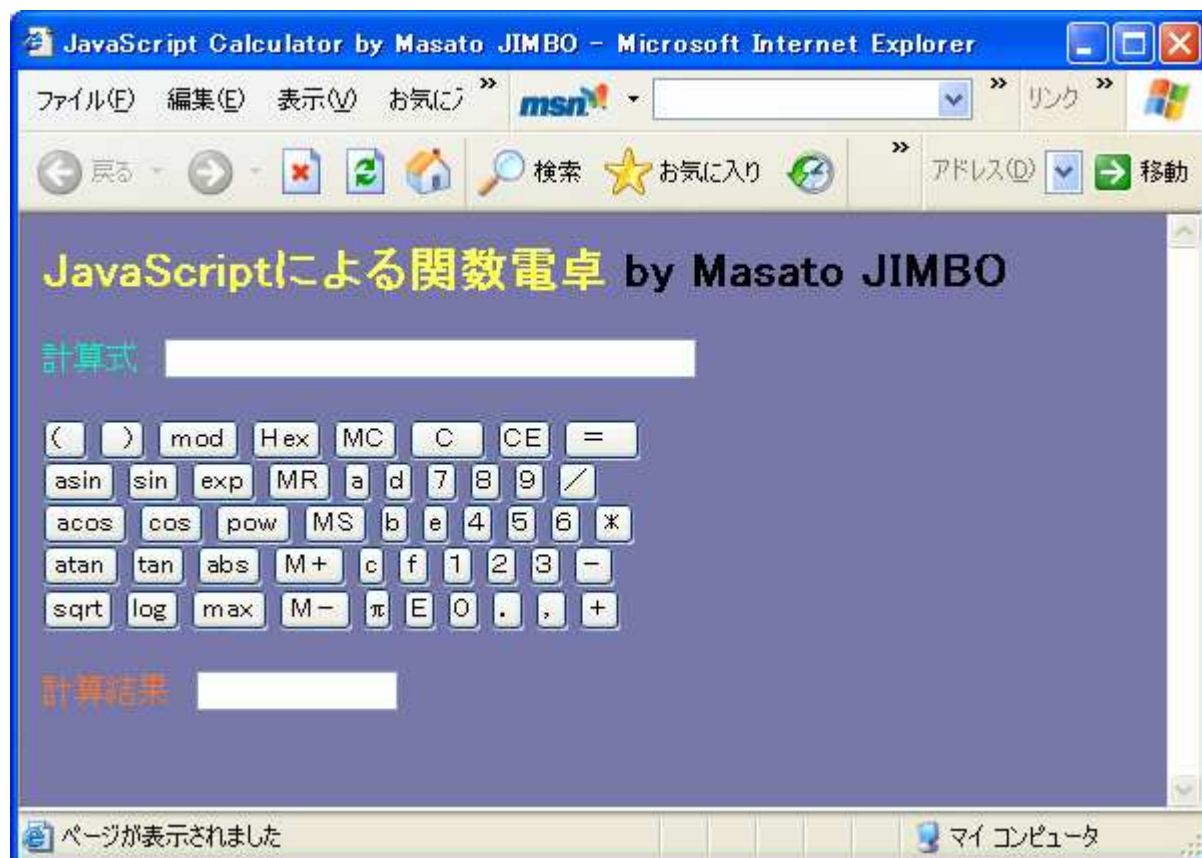 JavaScript Calculator by Masato JIMBO - Microsoft Internet Explorer
ファイル(F) 編集(E) 表示(V) お気に » msn » リンク »
戻る 検索 お気に入り » アドレス(D) 移動
JavaScriptによる関数電卓 by Masato JIMBO
計算式
( ) mod Hex MC C CE =
asin sin exp MR a d 7 8 9 /
acos cos pow MS b e 4 5 6 *
atan tan abs M+ c f 1 2 3 -
sqrt log max M- π E 0 . , +
計算結果
ページが表示されました マイ コンピュータ